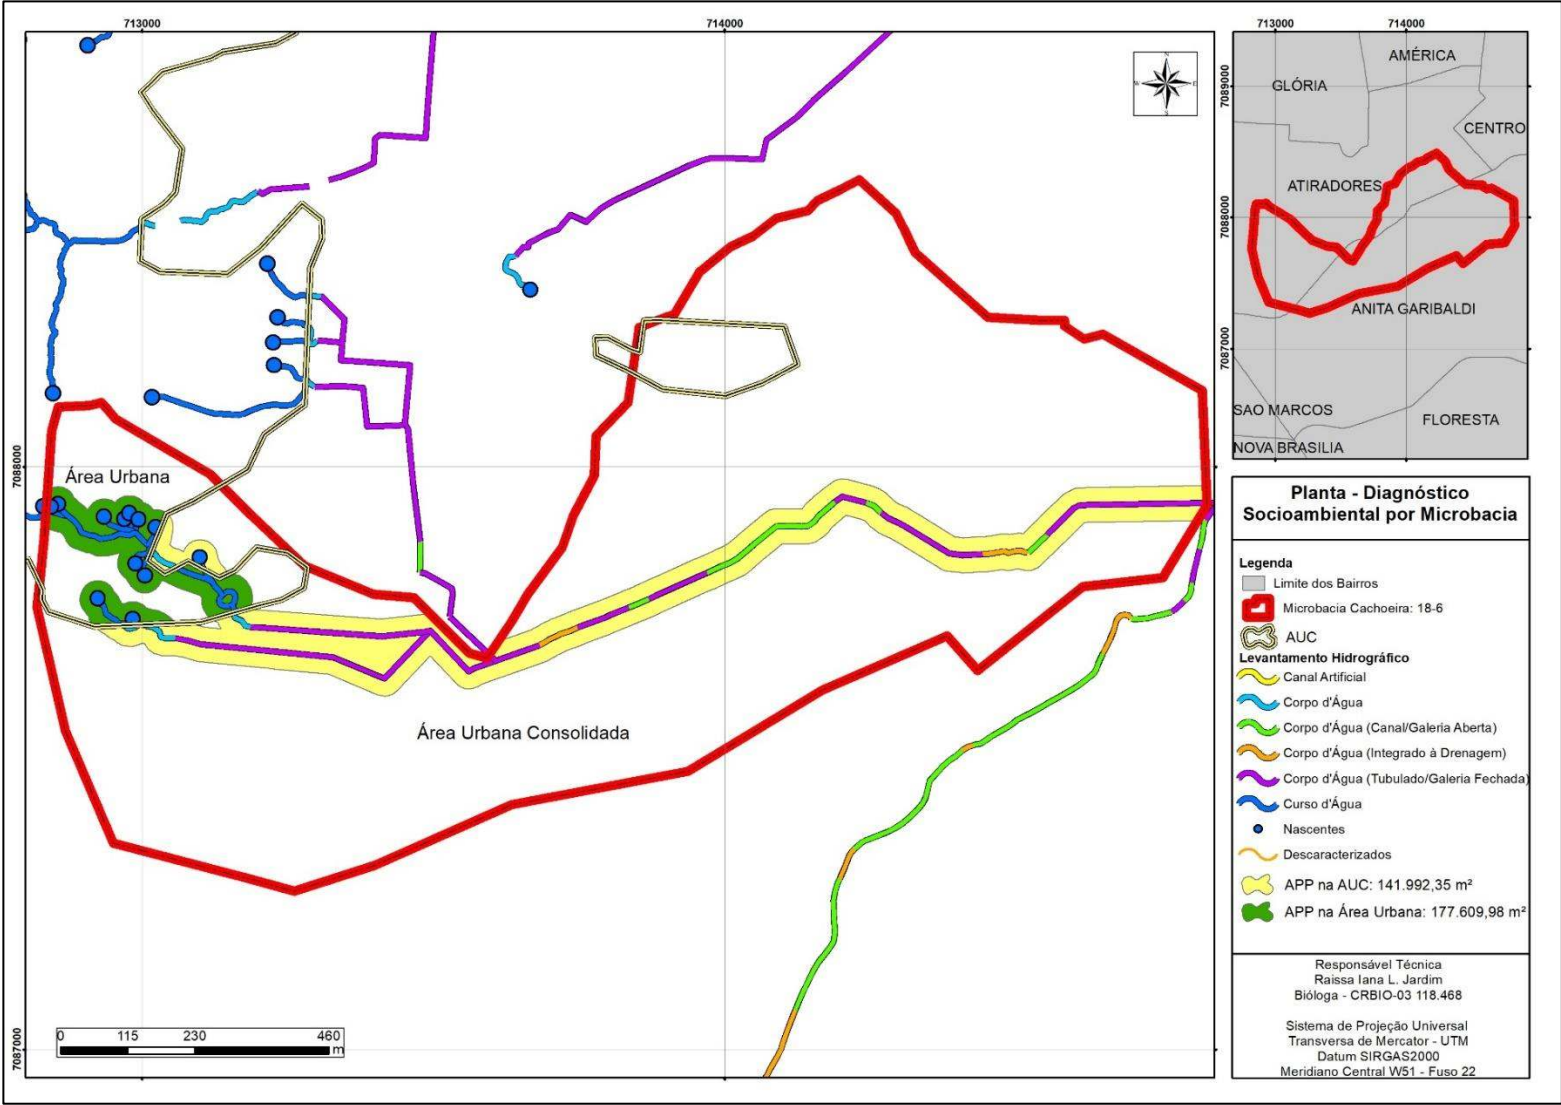 713000
714000
7088000
7087000
N
W
E
S
Área Urbana
Área Urbana Consolidada
0
115
230
460
m
713000
714000
7089000
7088000
7087000
AMÉRICA
GLÓRIA
CENTRO
ATIRADORES
ANITA GARIBALDI
SAO MARCOS
FLORESTA
NOVA BRASILIA
Planta - Diagnóstico
Socioambiental por Microbacia
Legenda
Limite dos Bairros
Microbacia Cachoeira: 18-6
AUC
Levantamento Hidrográfico
Canal Artificial
Corpo d'Água
Corpo d'Água (Canal/Galeria Aberta)
Corpo d'Água (Integrado à Drenagem)
Corpo d'Água (Tubulado/Galeria Fechada)
Curso d'Água
Nascentes
Descaracterizados
APP na AUC: 141.992,35 m²
APP na Área Urbana: 177.609,98 m²
Responsável Técnica
Raissa Iana L. Jardim
Bióloga - CRBIO-03 118.468
Sistema de Projeção Universal
Transversa de Mercator - UTM
Datum SIRGAS2000
Meridiano Central W51 - Fuso 22